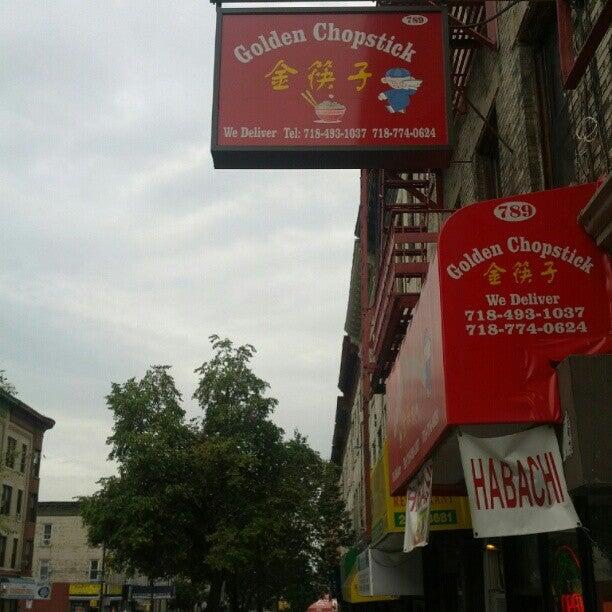 789
Golden Chopstick
金筷子
We Deliver Tel: 718-493-1037 718-774-0624
789
Golden Chopstick
金筷子
We Deliver
718-493-1037
718-774-0624
HABACHI